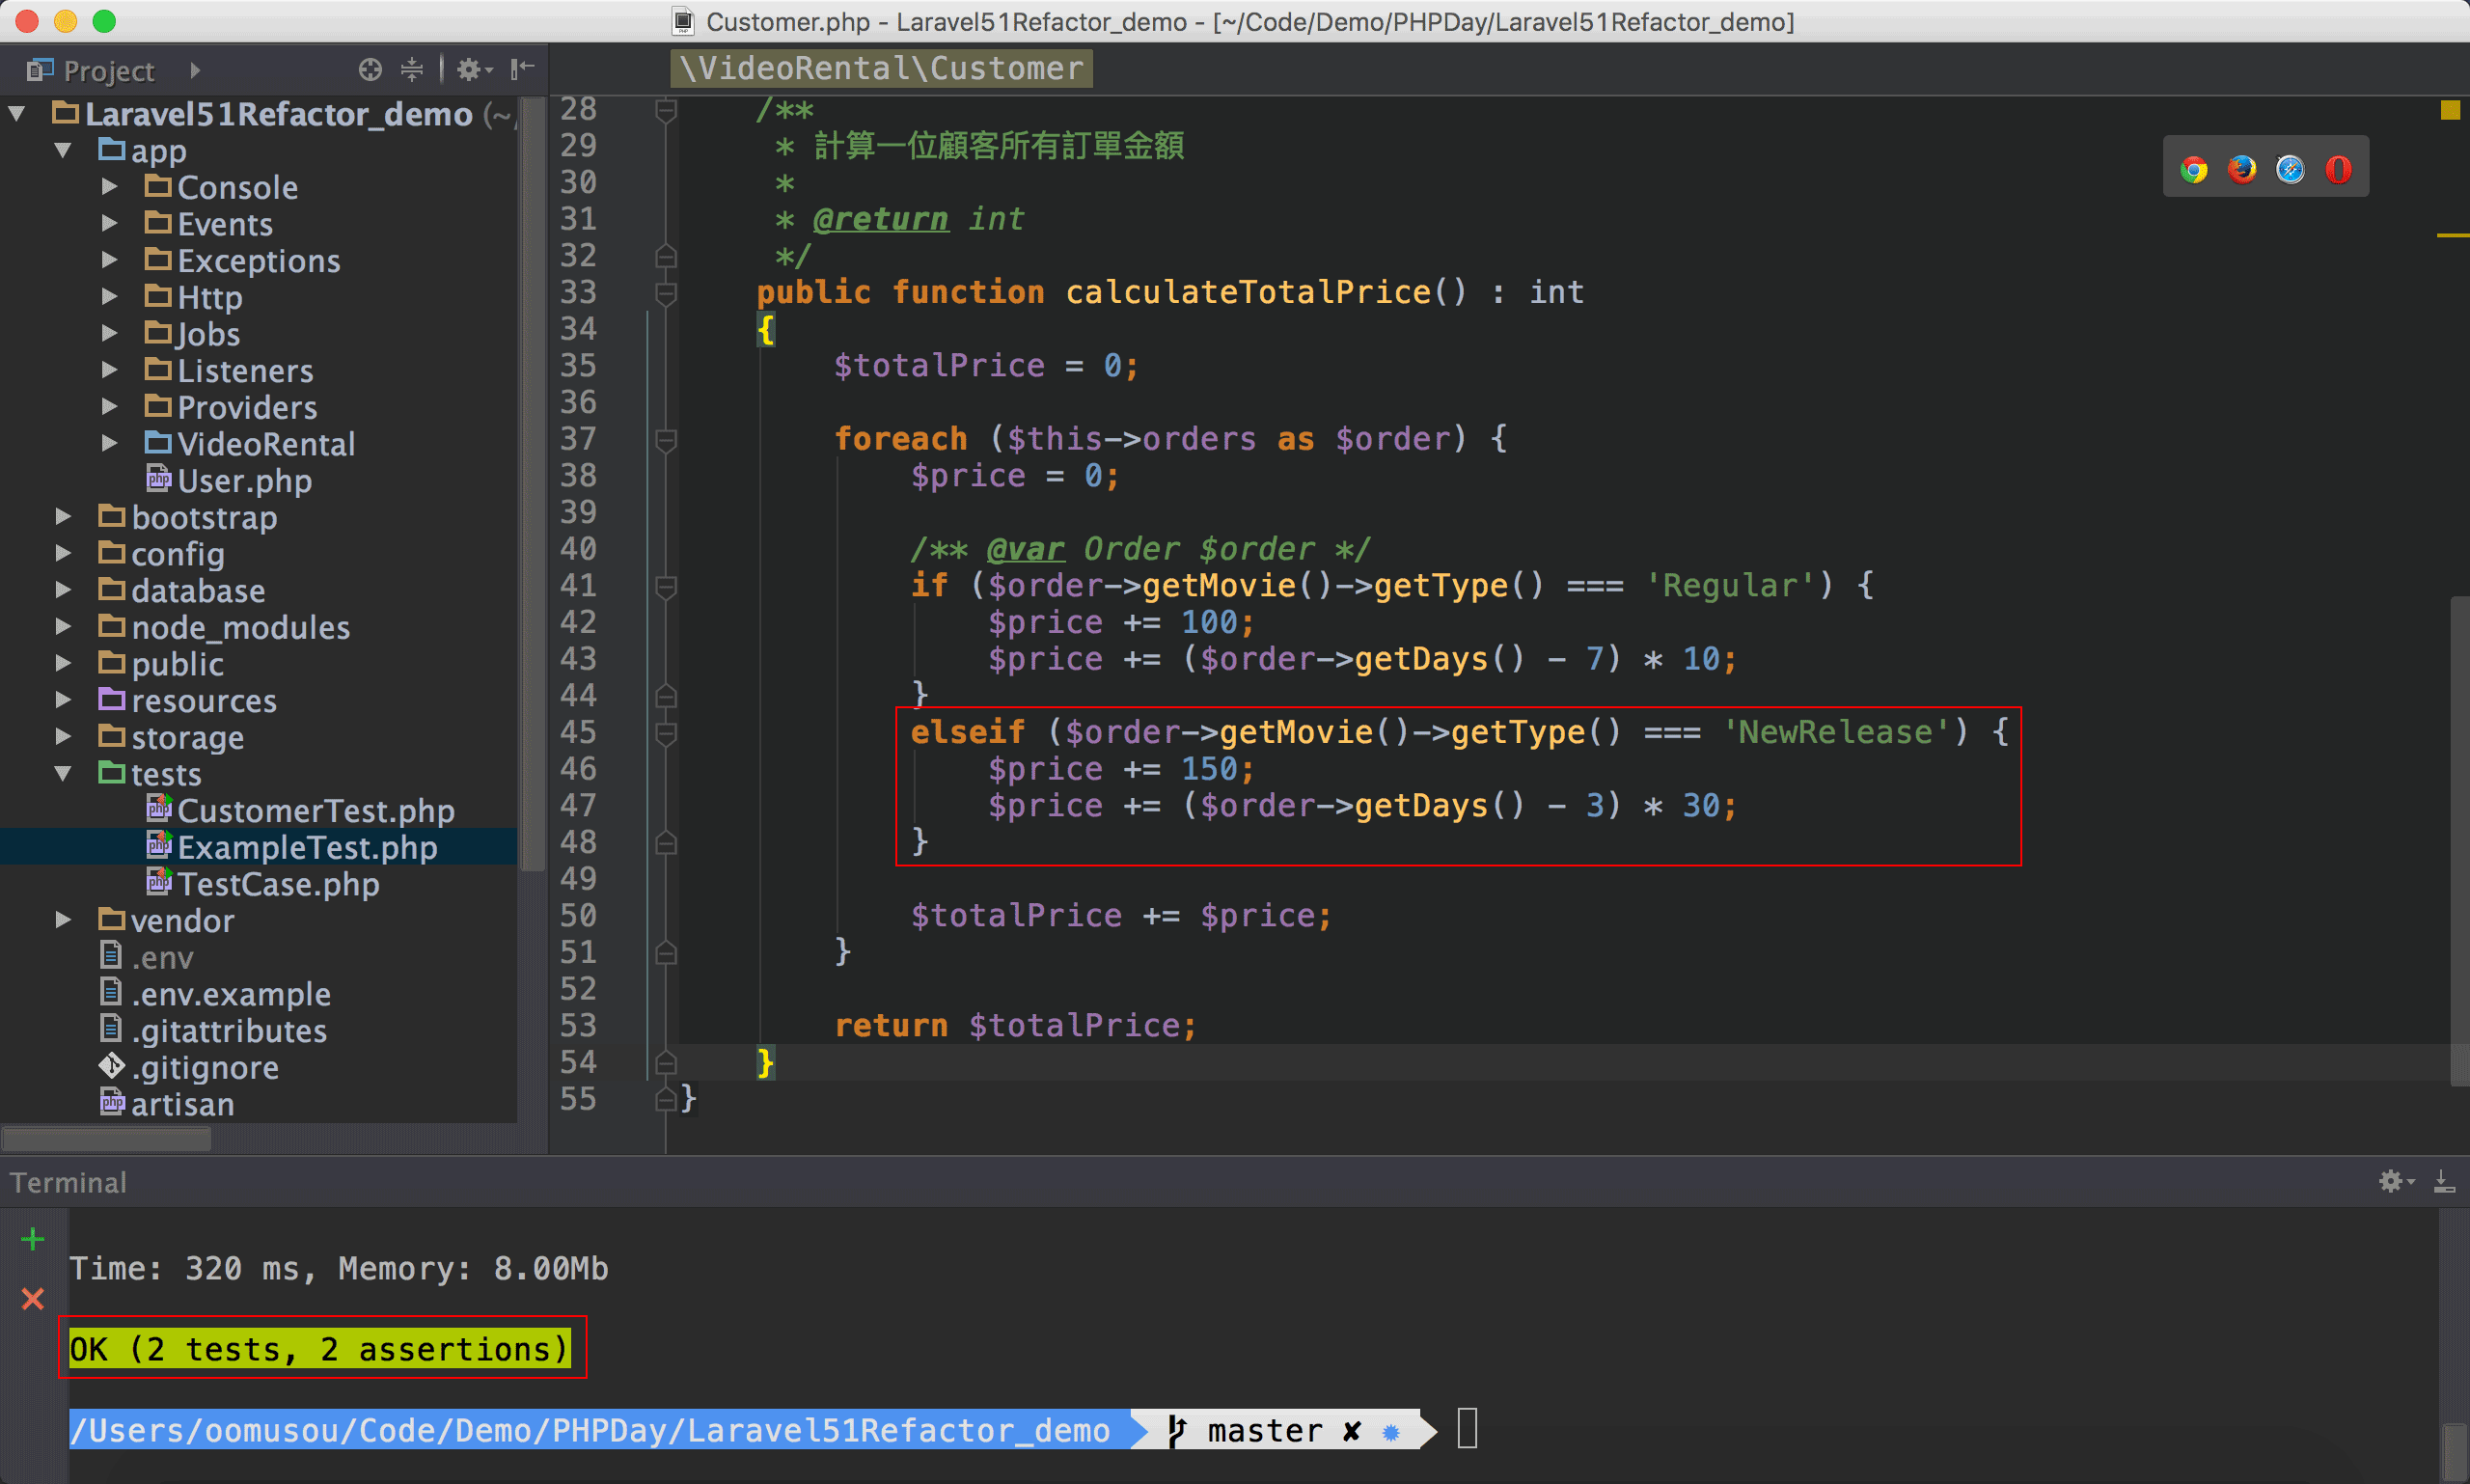 Customer.php - Laravel51Refactor_demo - [~/Code/Demo/PHPDay/Laravel51Refactor_demo]
Project
\VideoRental\Customer
Laravel51Refactor_demo (~/
app
Console
Events
Exceptions
Http
Jobs
Listeners
Providers
VideoRental
User.php
bootstrap
config
database
node_modules
public
resources
storage
tests
CustomerTest.php
ExampleTest.php
TestCase.php
vendor
.env
.env.example
.gitattributes
.gitignore
artisan
28 /**
29 * 計算一位顧客所有訂單金額
30 *
31 * @return int
32 */
33 public function calculateTotalPrice() : int
34 {
35 $totalPrice = 0;
36
37 foreach ($this->orders as $order) {
38 $price = 0;
39
40 /** @var Order $order */
41 if ($order->getMovie()->getType() === 'Regular') {
42 $price += 100;
43 $price += ($order->getDays() - 7) * 10;
44 }
45 elseif ($order->getMovie()->getType() === 'NewRelease') {
46 $price += 150;
47 $price += ($order->getDays() - 3) * 30;
48 }
49
50 $totalPrice += $price;
51 }
52
53 return $totalPrice;
54 }
55 }
Terminal
Time: 320 ms, Memory: 8.00Mb
OK (2 tests, 2 assertions)
/Users/oomusou/Code/Demo/PHPDay/Laravel51Refactor_demo master ✘ ✹